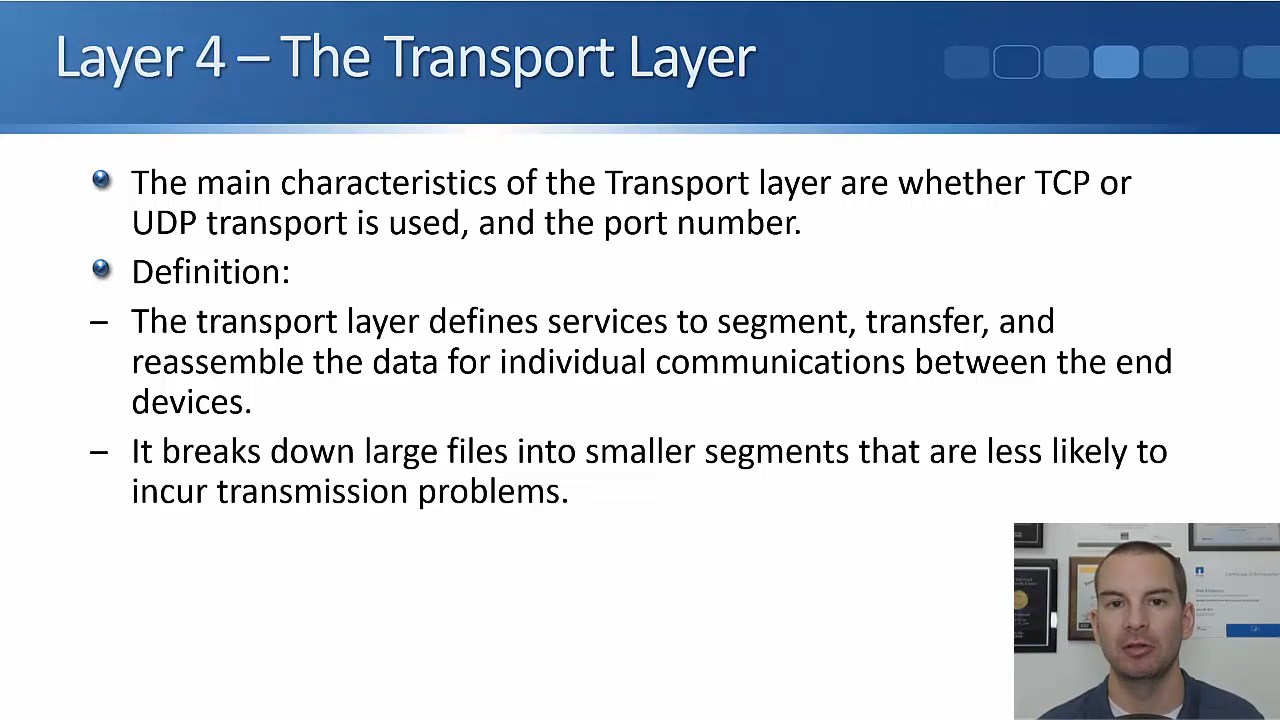 Layer 4 – The Transport Layer
The main characteristics of the Transport layer are whether TCP or
UDP transport is used, and the port number.
Definition:
– The transport layer defines services to segment, transfer, and
reassemble the data for individual communications between the end
devices.
– It breaks down large files into smaller segments that are less likely to
incur transmission problems.